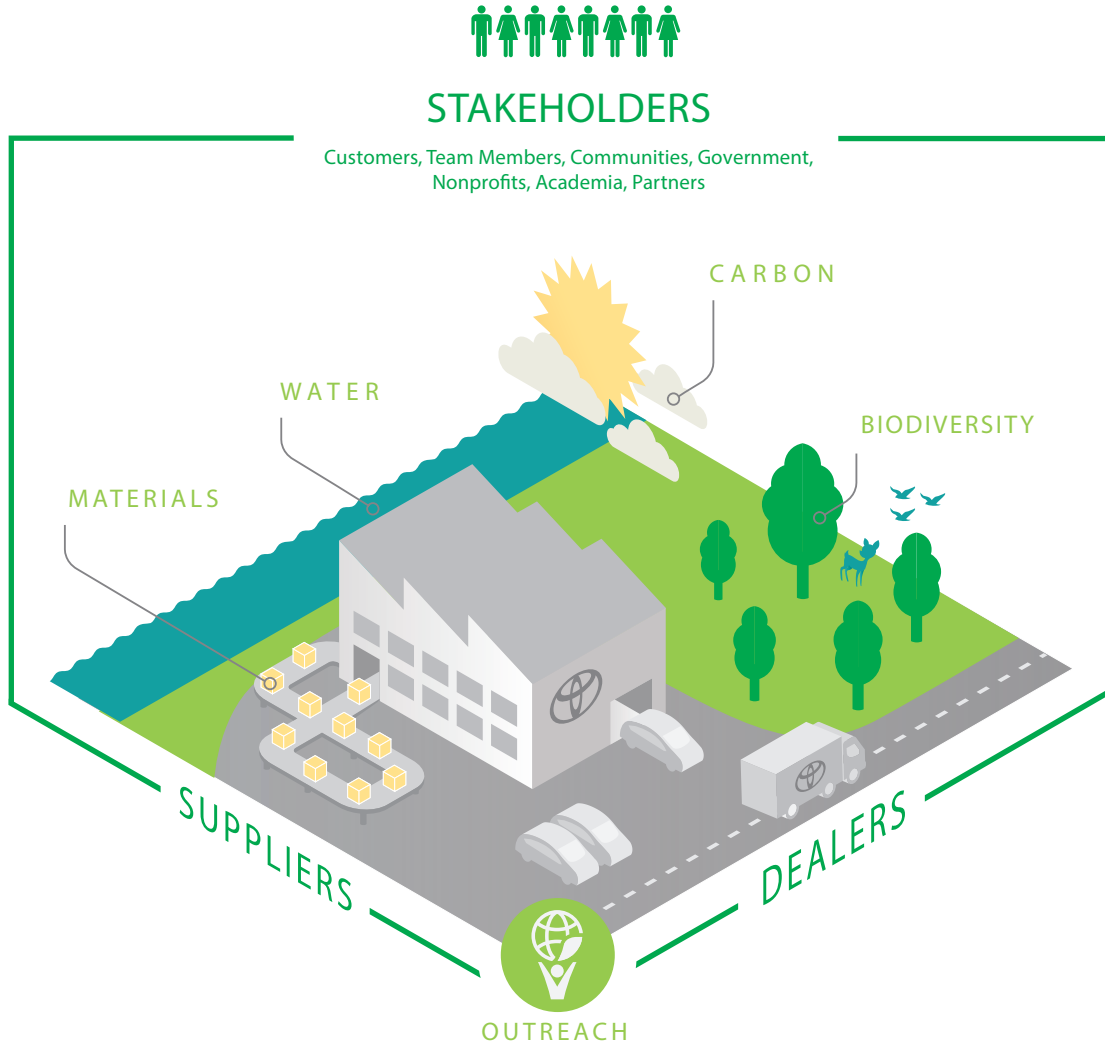 STAKEHOLDERS
Customers, Team Members, Communities, Government,
Nonprofits, Academia, Partners
CARBON
WATER
BIODIVERSITY
MATERIALS
SUPPLIERS
DEALERS
OUTREACH